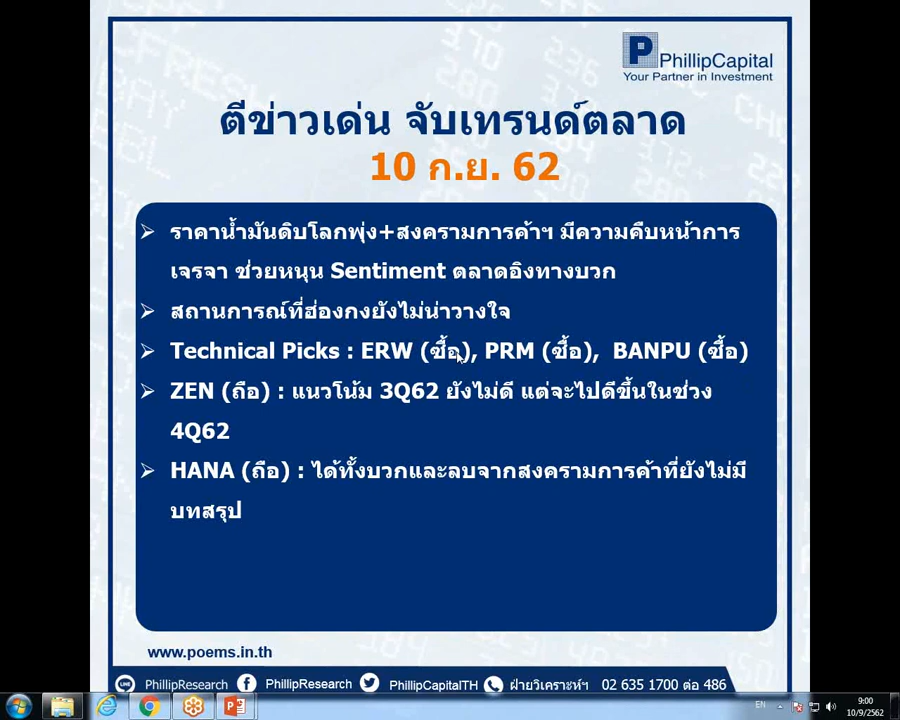 PhillipCapital
Your Partner in Investment
ตีข่าวเด่น จับเทรนด์ตลาด
10 ก.ย. 62
ราคาน้ำมันดิบโลกพุ่ง+สงครามการค้าฯ มีความคืบหน้าการ
เจรจา ช่วยหนุน Sentiment ตลาดอิงทางบวก
สถานการณ์ที่ฮ่องกงยังไม่น่าวางใจ
Technical Picks : ERW (ซื้อ), PRM (ซื้อ), BANPU (ซื้อ)
ZEN (ถือ) : แนวโน้ม 3Q62 ยังไม่ดี แต่จะไปดีขึ้นในช่วง
4Q62
HANA (ถือ) : ได้ทั้งบวกและลบจากสงครามการค้าที่ยังไม่มี
บทสรุป
www.poems.in.th
PhillipResearch PhillipResearch PhillipCapitalTH ฝ่ายวิเคราะห์ฯ 02 635 1700 ต่อ 486
EN
9:00
10/9/2562